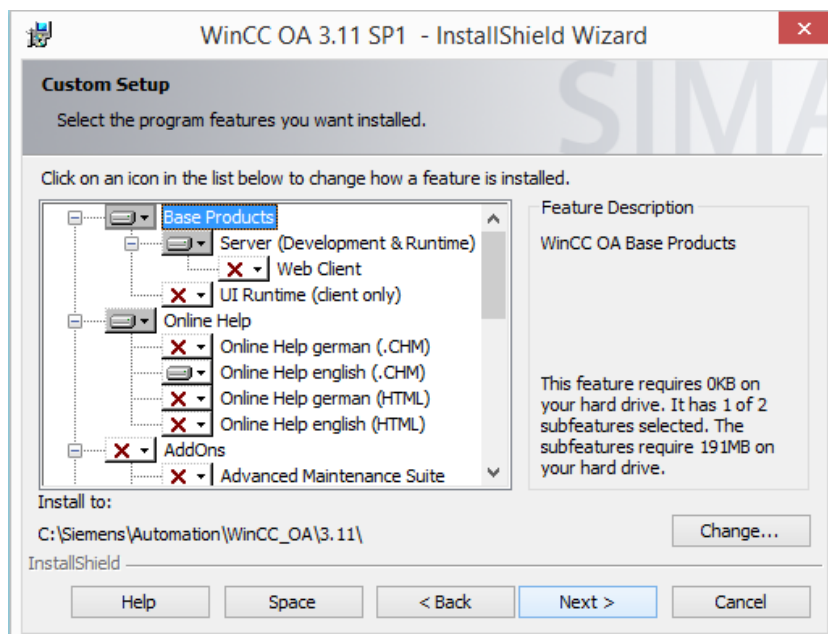 WinCC OA 3.11 SP1 - InstallShield Wizard
Custom Setup
Select the program features you want installed.
SIMA
Click on an icon in the list below to change how a feature is installed.
Base Products
Server (Development & Runtime)
Web Client
UI Runtime (client only)
Online Help
Online Help german (.CHM)
Online Help english (.CHM)
Online Help german (HTML)
Online Help english (HTML)
AddOns
Advanced Maintenance Suite
Feature Description
WinCC OA Base Products
This feature requires 0KB on
your hard drive. It has 1 of 2
subfeatures selected. The
subfeatures require 191MB on
your hard drive.
Install to:
C:\Siemens\Automation\WinCC_OA\3.11\
Change...
InstallShield
Help
Space
< Back
Next >
Cancel